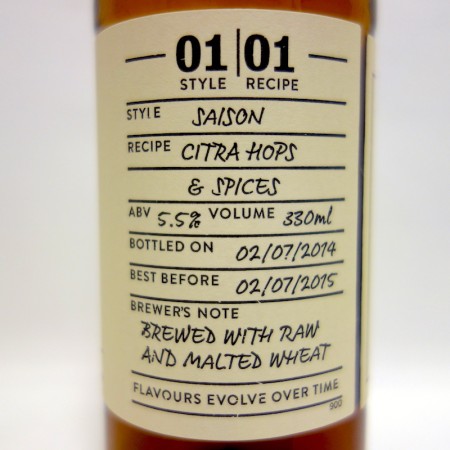 01|01
STYLE RECIPE
STYLE SAISON
RECIPE CITRA HOPS
& SPICES
ABV 5.5% VOLUME 330ml
BOTTLED ON 02/07/2014
BEST BEFORE 02/07/2015
BREWER'S NOTE
BREWED WITH RAW
AND MALTED WHEAT
FLAVOURS EVOLVE OVER TIME
900